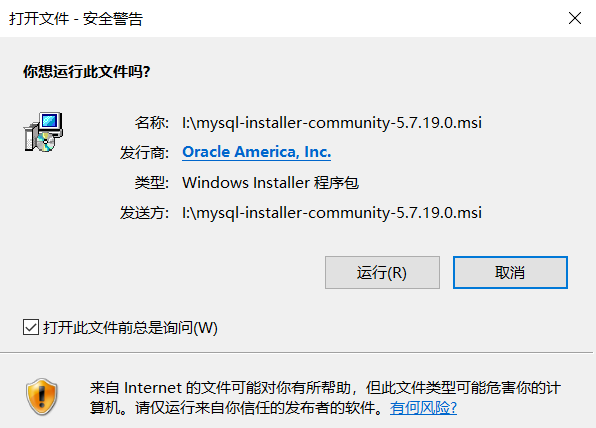 打开文件 - 安全警告
你想运行此文件吗?
名称: I:\mysql-installer-community-5.7.19.0.msi
发行商: Oracle America, Inc.
类型: Windows Installer 程序包
发送方: I:\mysql-installer-community-5.7.19.0.msi
运行(R) 取消
打开此文件前总是询问(W)
来自 Internet 的文件可能对你有所帮助，但此文件类型可能危害你的计
算机。请仅运行来自你信任的发布者的软件。有何风险?